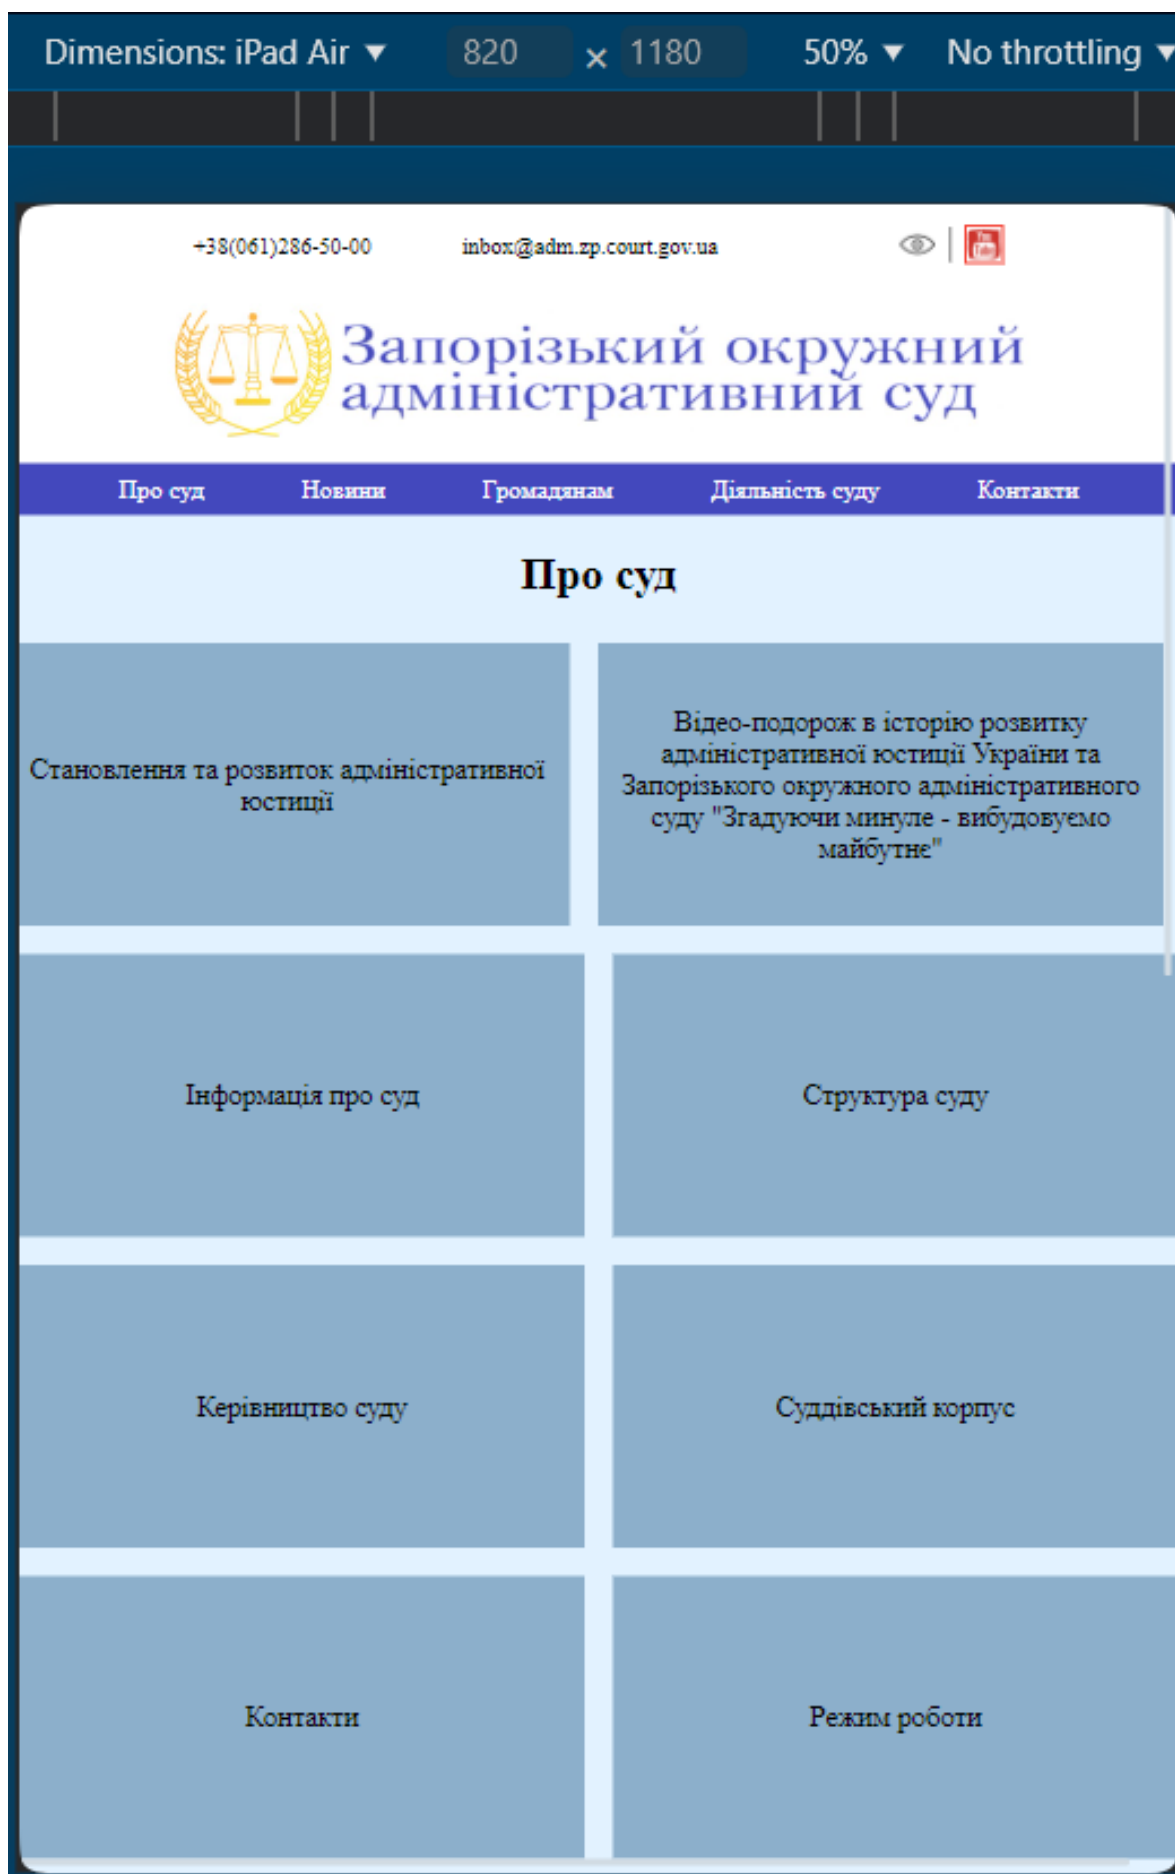 Dimensions: iPad Air ▼ 820 × 1180 50% ▼ No throttling ▼
+38(061)286-50-00 inbox@adm.zp.court.gov.ua
Запорізький окружний
адміністративний суд
Про суд Новини Громадянам Діяльність суду Контакти
Про суд
Становлення та розвиток адміністративної
юстиції
Відео-подорож в історію розвитку
адміністративної юстиції України та
Запорізького окружного адміністративного
суду "Згадуючи минуле - вибудовуємо
майбутнє"
Інформація про суд
Структура суду
Керівництво суду
Суддівський корпус
Контакти
Режим роботи